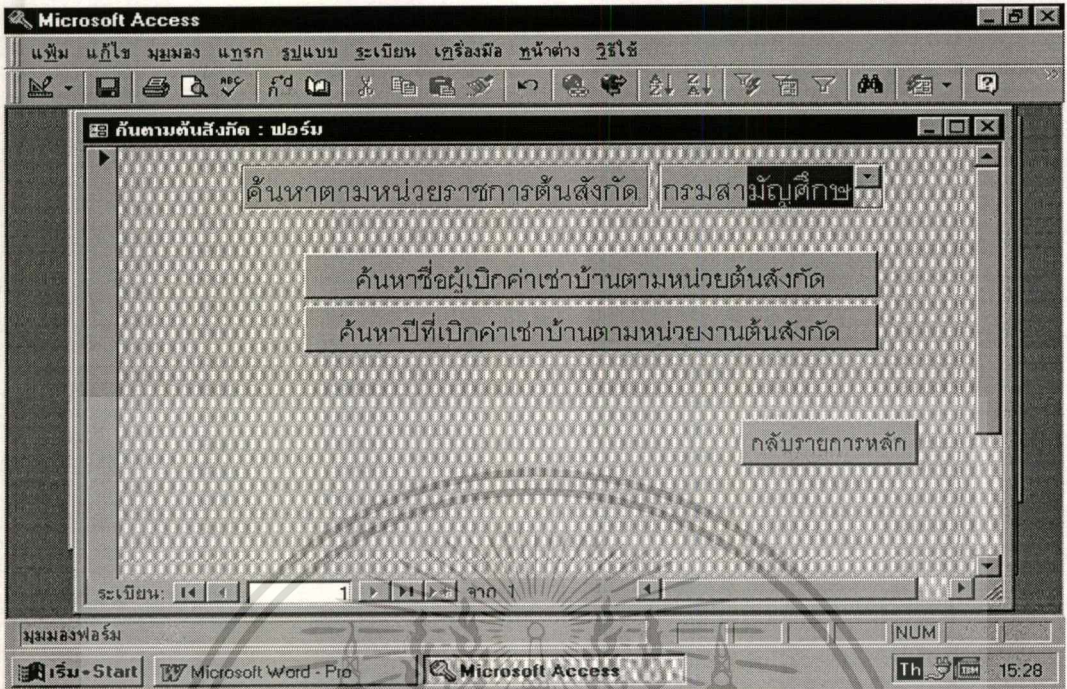 Microsoft Access
แฟ้ม แก้ไข มุมมอง แทรก รูปแบบ ระเบียน เครื่องมือ หน้าต่าง วิธีใช้
ค้นตามต้นสังกัด : ฟอร์ม
ค้นหาตามหน่วยราชการต้นสังกัด กรมสามัญศึกษ
ค้นหาชื่อผู้เบิกค่าเช่าบ้านตามหน่วยต้นสังกัด
ค้นหาปีที่เบิกค่าเช่าบ้านตามหน่วยงานต้นสังกัด
กลับรายการหลัก
ระเบียน: 1 จาก 1
มุมมองฟอร์ม NUM
เริ่ม-Start Microsoft Word - Pro Microsoft Access Th 15:28